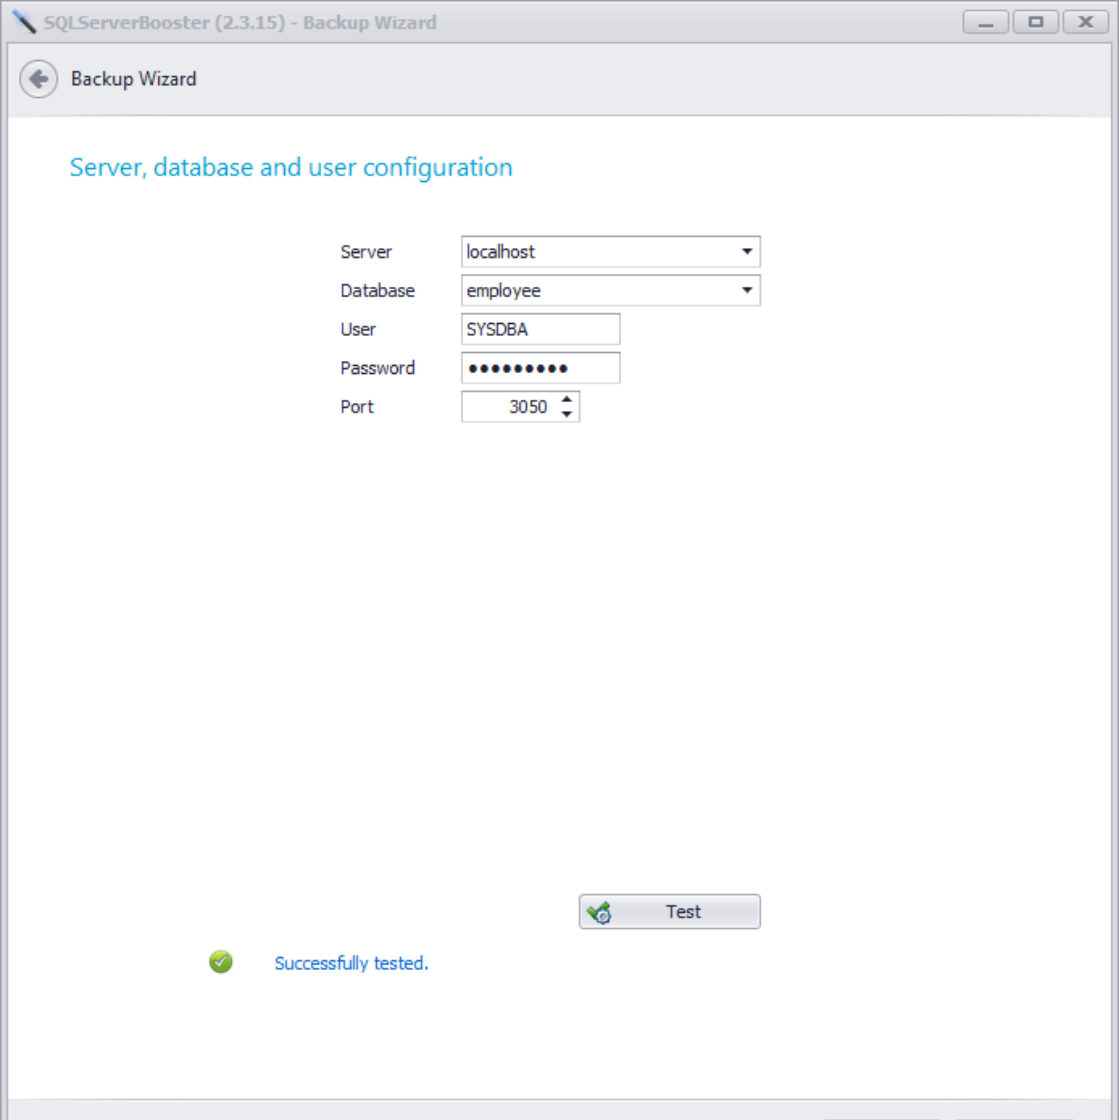 SQLServerBooster (2.3.15) - Backup Wizard
Backup Wizard
Server, database and user configuration
Server localhost
Database employee
User SYSDBA
Password •••••••••
Port 3050
Test
Successfully tested.